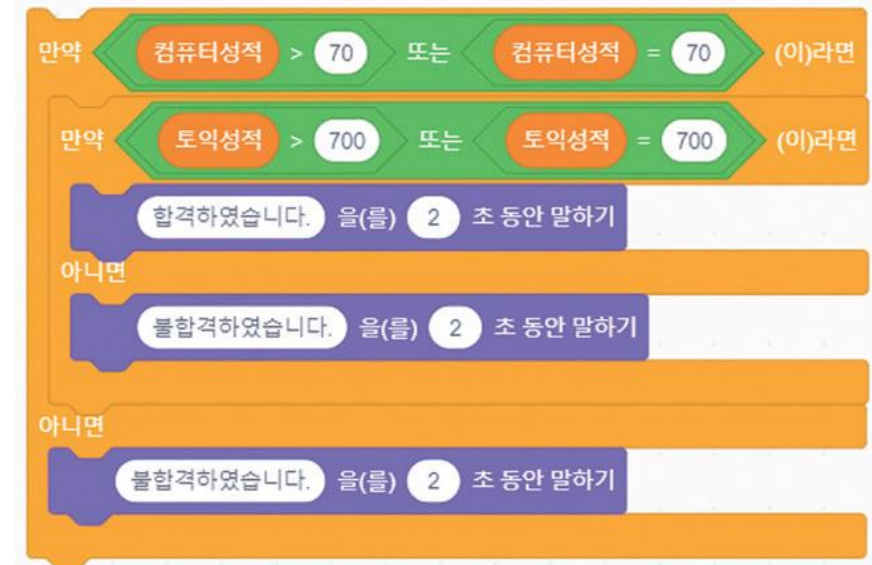 만약 컴퓨터성적 > 70 또는 컴퓨터성적 = 70 (이)라면
만약 토익성적 > 700 또는 토익성적 = 700 (이)라면
합격하였습니다. 을(를) 2 초 동안 말하기
아니면
불합격하였습니다. 을(를) 2 초 동안 말하기
아니면
불합격하였습니다. 을(를) 2 초 동안 말하기